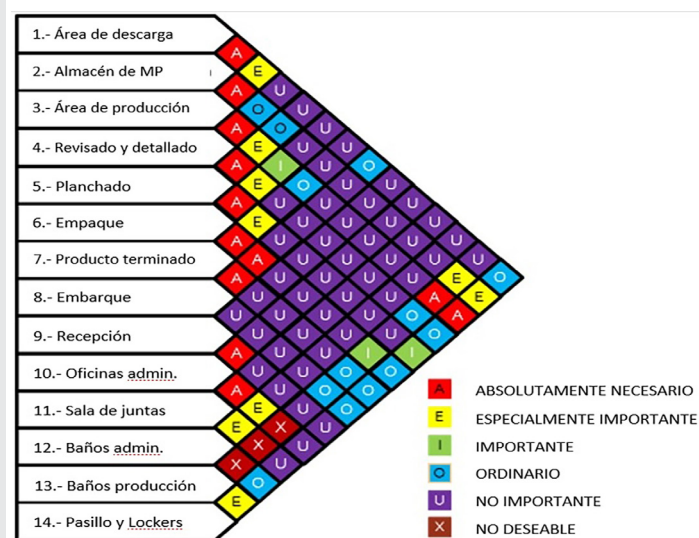 1.- Área de descarga
A
2.- Almacén de MP E
A U
3.- Área de producción O U
A O U
4.- Revisado y detallado E U U
A I U O
5.- Planchado E O U U
A U U U U
6.- Empaque E U U U U
A U U U U U
7.- Producto terminado A U U U U U
A U U U U E O
8.- Embarque U U U U A E
U U U U O A
9.- Recepción U U U U O
A U U I I
10.- Oficinas admin. U U O O
A U O O
11.- Sala de juntas E U O
E X U
12.- Baños admin. X U
X U
13.- Baños producción O
E
14.- Pasillo y Lockers
A ABSOLUTAMENTE NECESARIO
E ESPECIALMENTE IMPORTANTE
I IMPORTANTE
O ORDINARIO
U NO IMPORTANTE
X NO DESEABLE